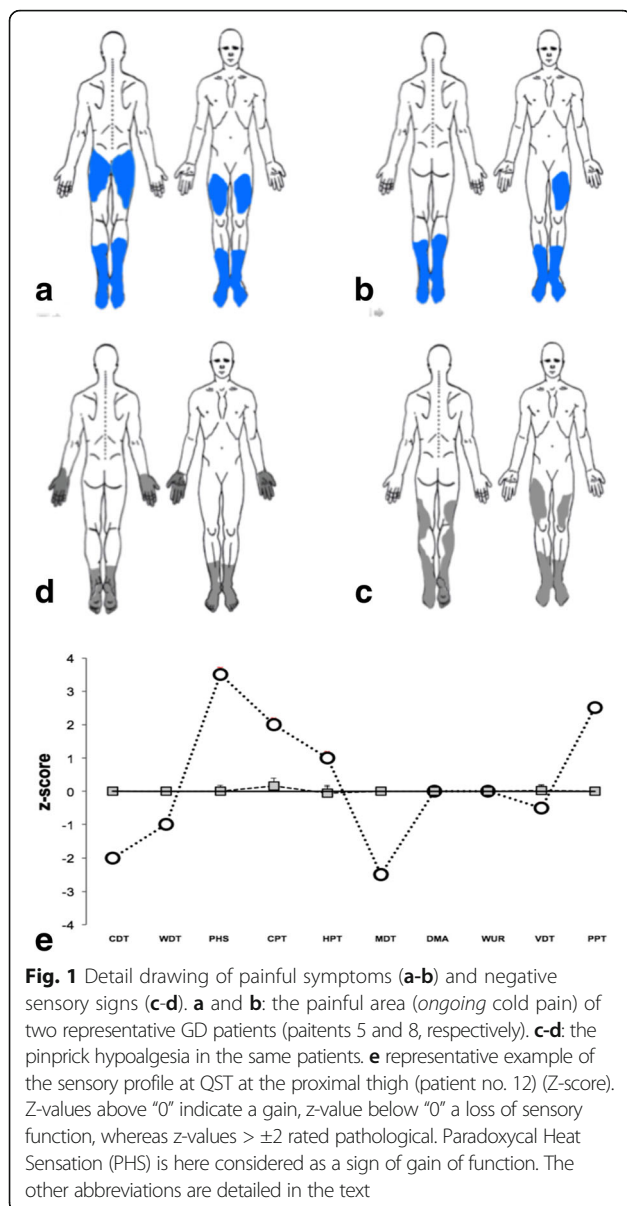 a
b
d
c
4
3
2
1
0
-1
-2
-3
-4
z-score
e
CDT WDT PHS CPT HPT MDT DMA WUR VDT PPT
Fig. 1 Detail drawing of painful symptoms (a-b) and negative
sensory signs (c-d). a and b: the painful area (ongoing cold pain) of
two representative GD patients (paitents 5 and 8, respectively). c-d: the
pinprick hypoalgesia in the same patients. e representative example of
the sensory profile at QST at the proximal thigh (patient no. 12) (Z-score).
Z-values above “0” indicate a gain, z-value below “0” a loss of sensory
function, whereas z-values > ±2 rated pathological. Paradoxycal Heat
Sensation (PHS) is here considered as a sign of gain of function. The
other abbreviations are detailed in the text